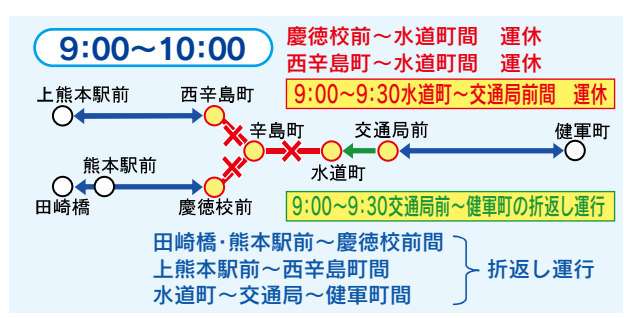 9:00～10:00
慶徳校前～水道町間　運休
西辛島町～水道町間　運休
9:00～9:30水道町～交通局前間　運休
上熊本駅前
西辛島町
辛島町
交通局前
健軍町
熊本駅前
水道町
田崎橋
慶徳校前
9:00～9:30交通局前～健軍町の折返し運行
田崎橋・熊本駅前～慶徳校前間
上熊本駅前～西辛島町間
水道町～交通局～健軍町間
折返し運行